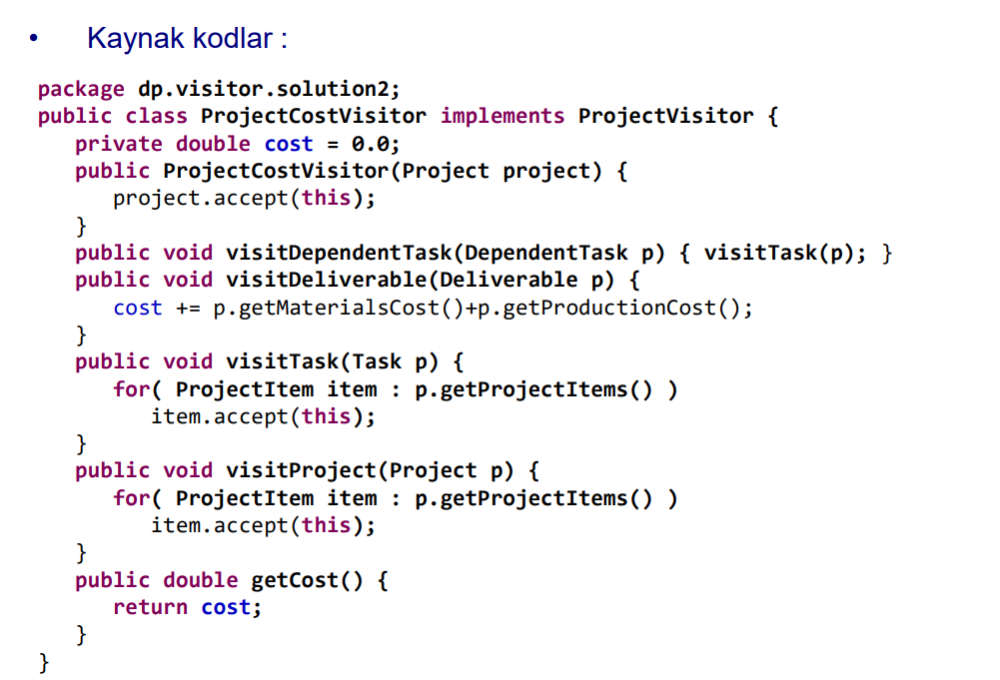 • Kaynak kodlar :
package dp.visitor.solution2;
public class ProjectCostVisitor implements ProjectVisitor {
private double cost = 0.0;
public ProjectCostVisitor(Project project) {
project.accept(this);
}
public void visitDependentTask(DependentTask p) { visitTask(p); }
public void visitDeliverable(Deliverable p) {
cost += p.getMaterialsCost()+p.getProductionCost();
}
public void visitTask(Task p) {
for( ProjectItem item : p.getProjectItems() )
item.accept(this);
}
public void visitProject(Project p) {
for( ProjectItem item : p.getProjectItems() )
item.accept(this);
}
public double getCost() {
return cost;
}
}